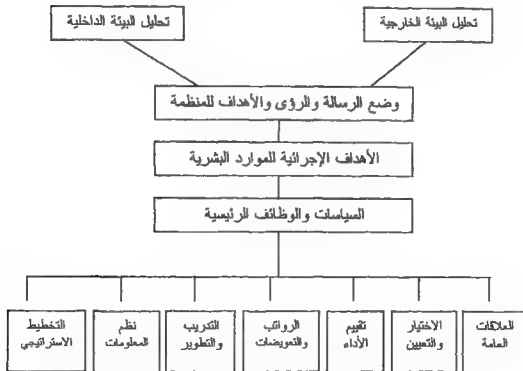 تحليل البيئة الخارجية
تحليل البيئة الداخلية
وضع الرسالة والرؤى والأهداف للمنظمة
الأهداف الإجرائية للموارد البشرية
السياسات والوظائف الرئيسية
العلاقات
العامة
الاختيار
والتعيين
تقييم
الأداء
الرواتب
والتعويضات
التدريب
والتطوير
نظم
المعلومات
التخطيط
الاستراتيجي